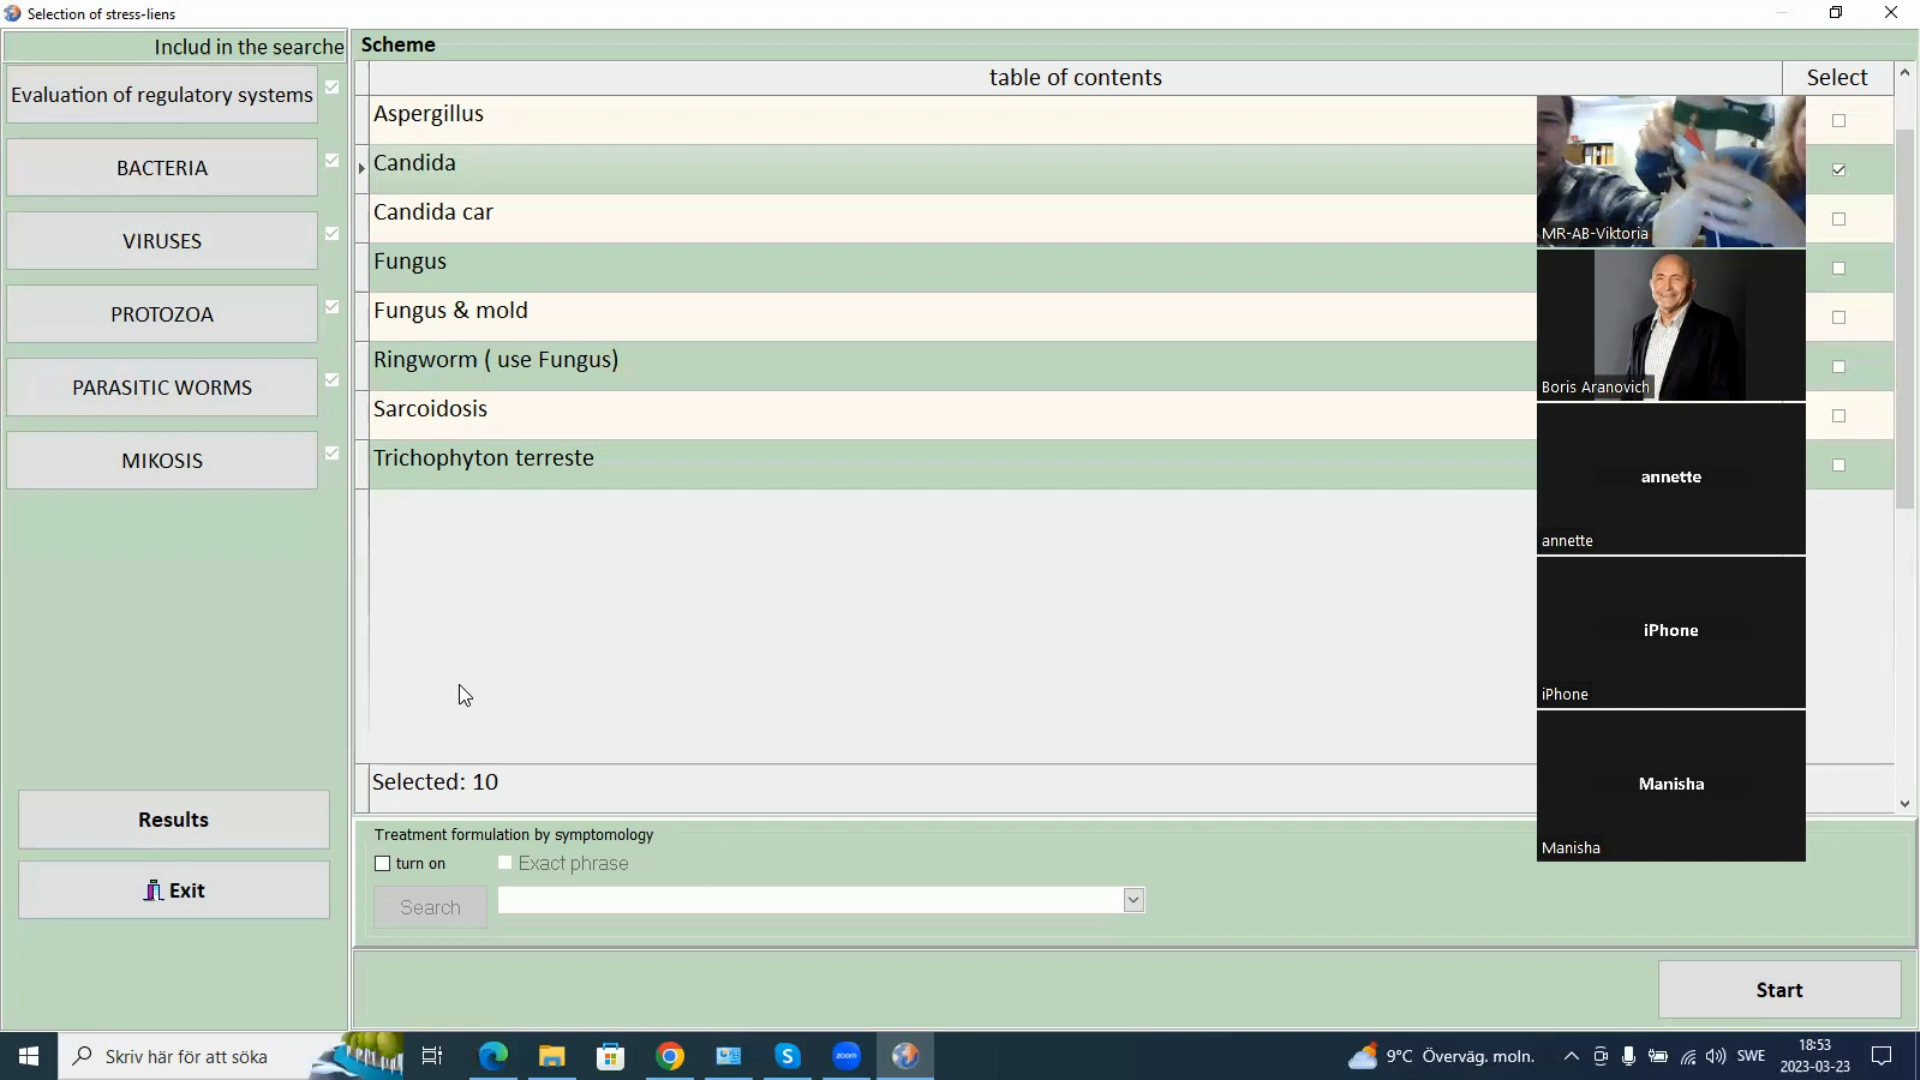 Selection of stress-liens
Includ in the searche
Evaluation of regulatory systems
BACTERIA
VIRUSES
PROTOZOA
PARASITIC WORMS
MIKOSIS
Results
Exit
Scheme
table of contents
Select
Aspergillus
Candida
Candida car
Fungus
Fungus & mold
Ringworm ( use Fungus)
Sarcoidosis
Trichophyton terreste
Selected: 10
MR-AB-Viktoria
Boris Aranovich
annette
annette
iPhone
iPhone
Manisha
Manisha
Treatment formulation by symptomology
turn on
Exact phrase
Search
Start
Skriv här för att söka
S
zoom
9°C Överväg. moln.
SWE
18:53
2023-03-23